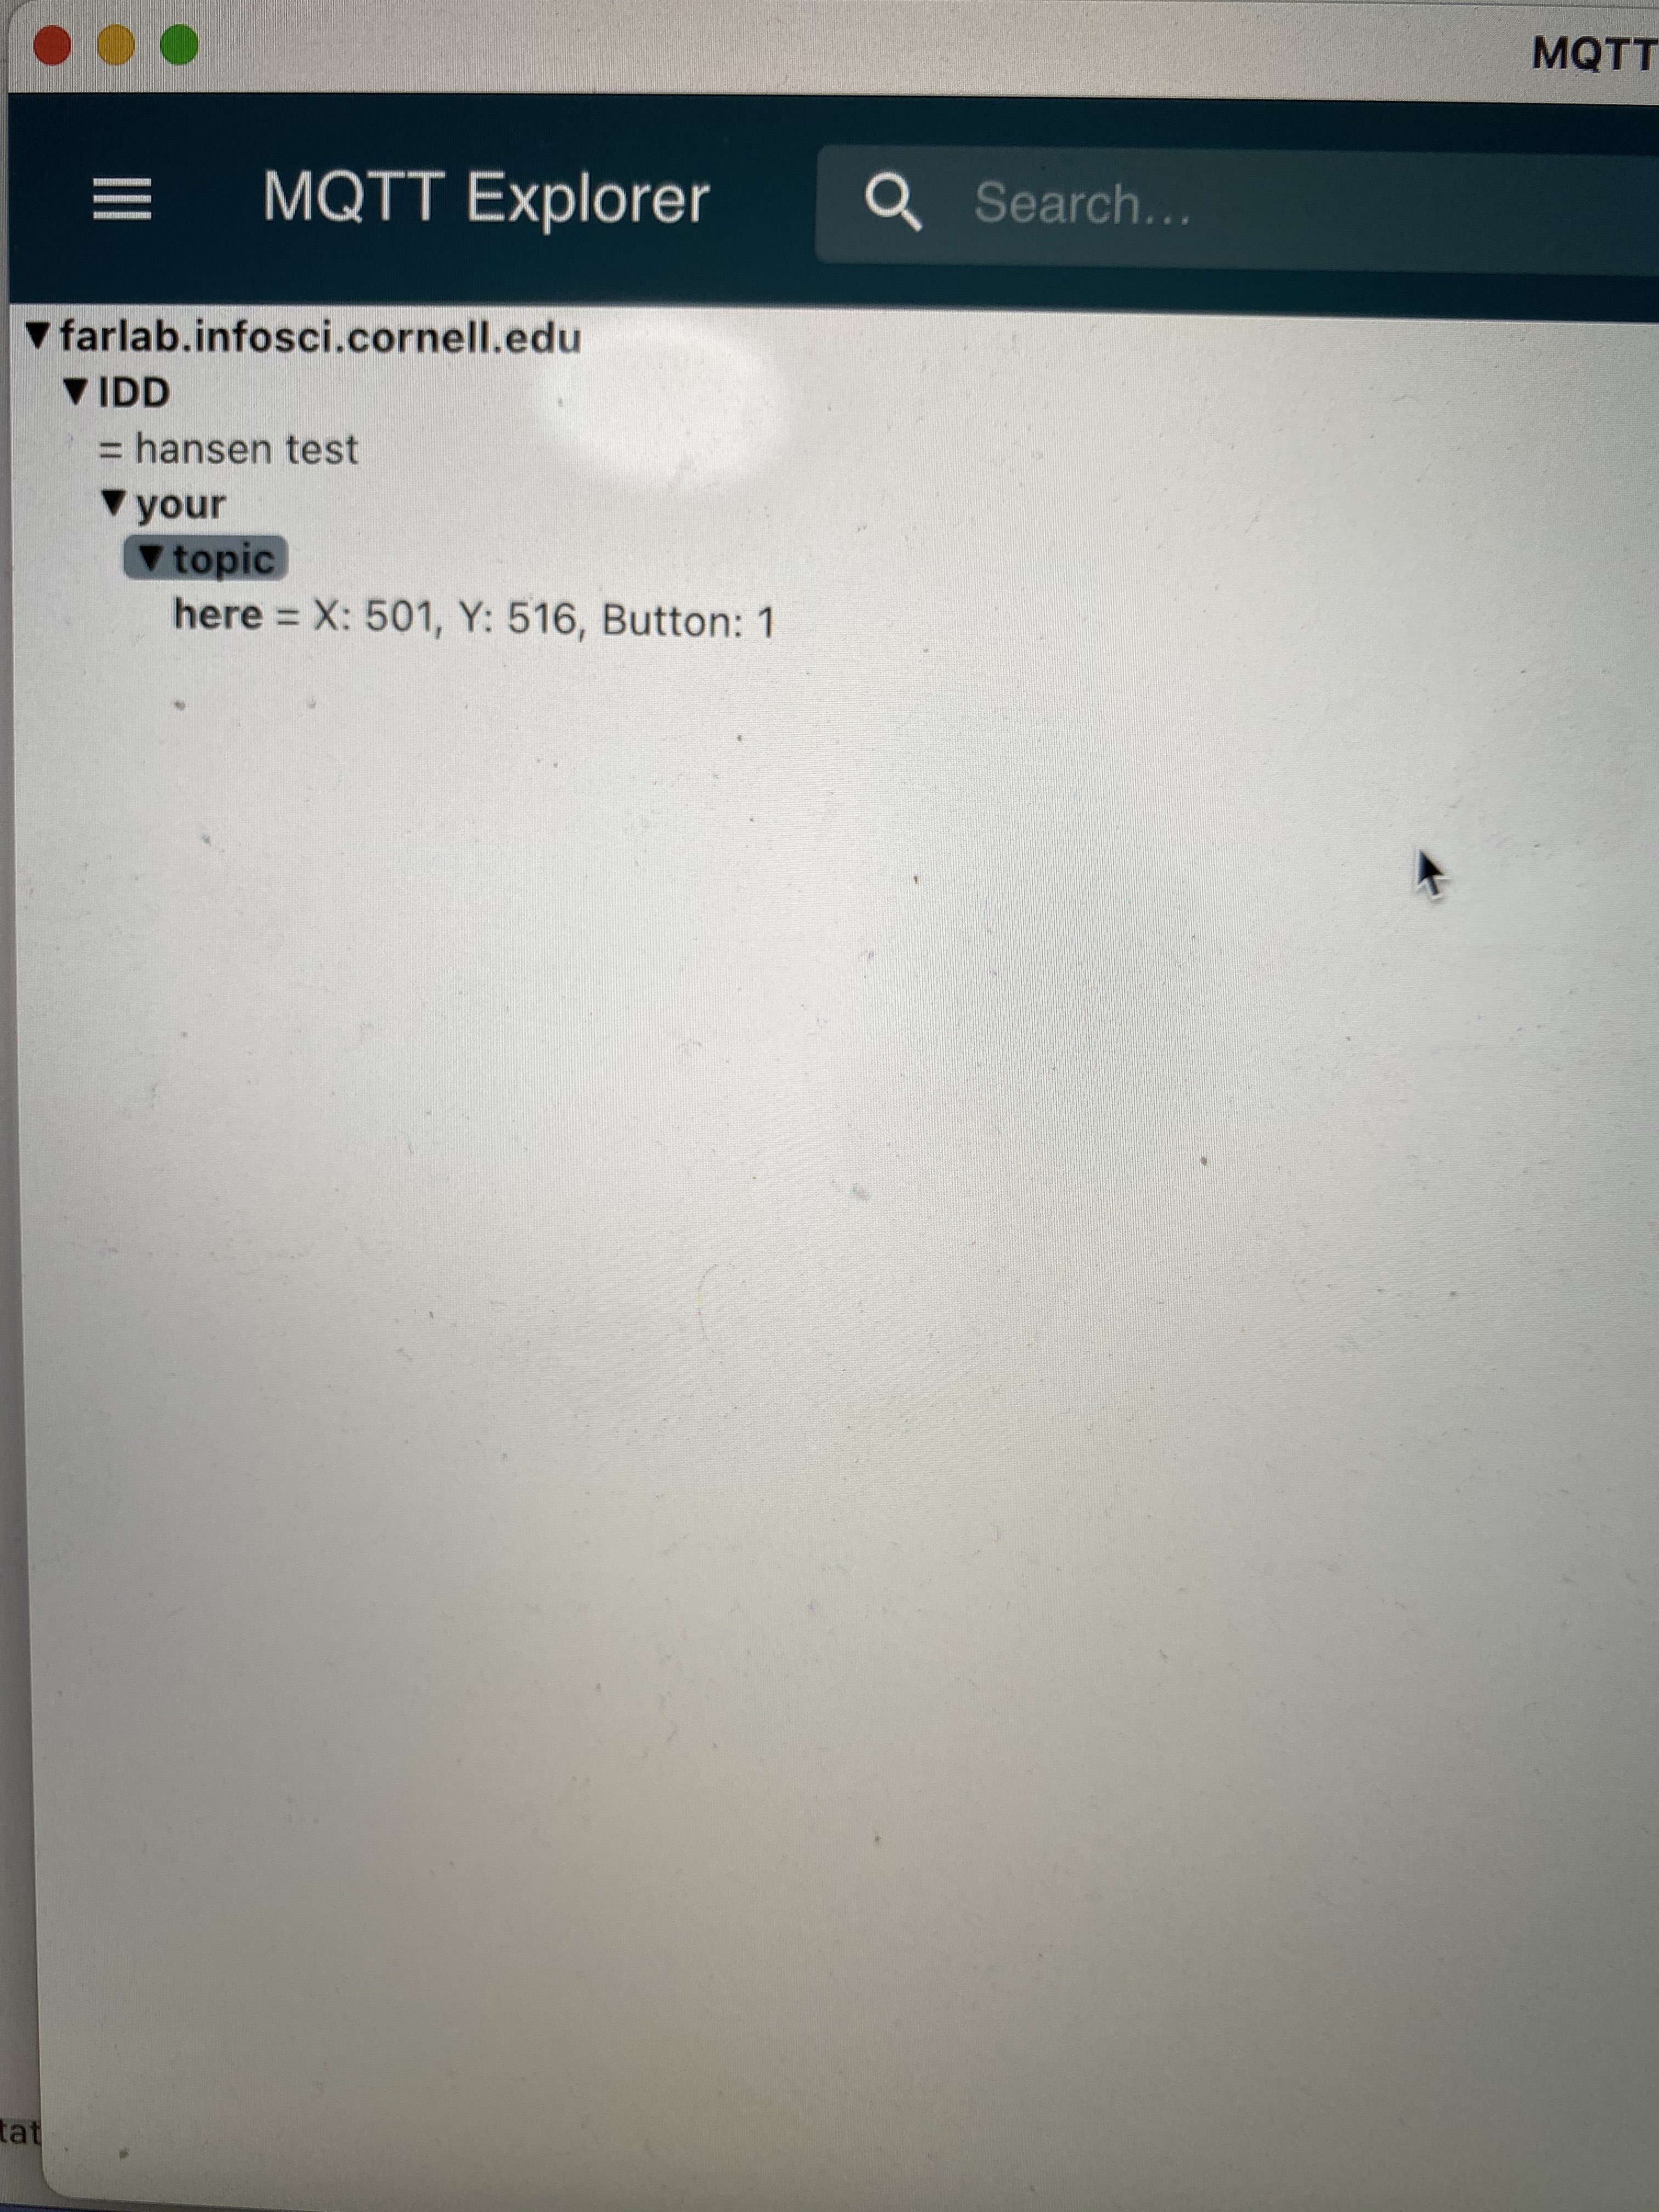 MQTT
MQTT Explorer
Search...
▼ farlab.infosci.cornell.edu
▼ IDD
= hansen test
▼ your
▼ topic
here = X: 501, Y: 516, Button: 1
tat